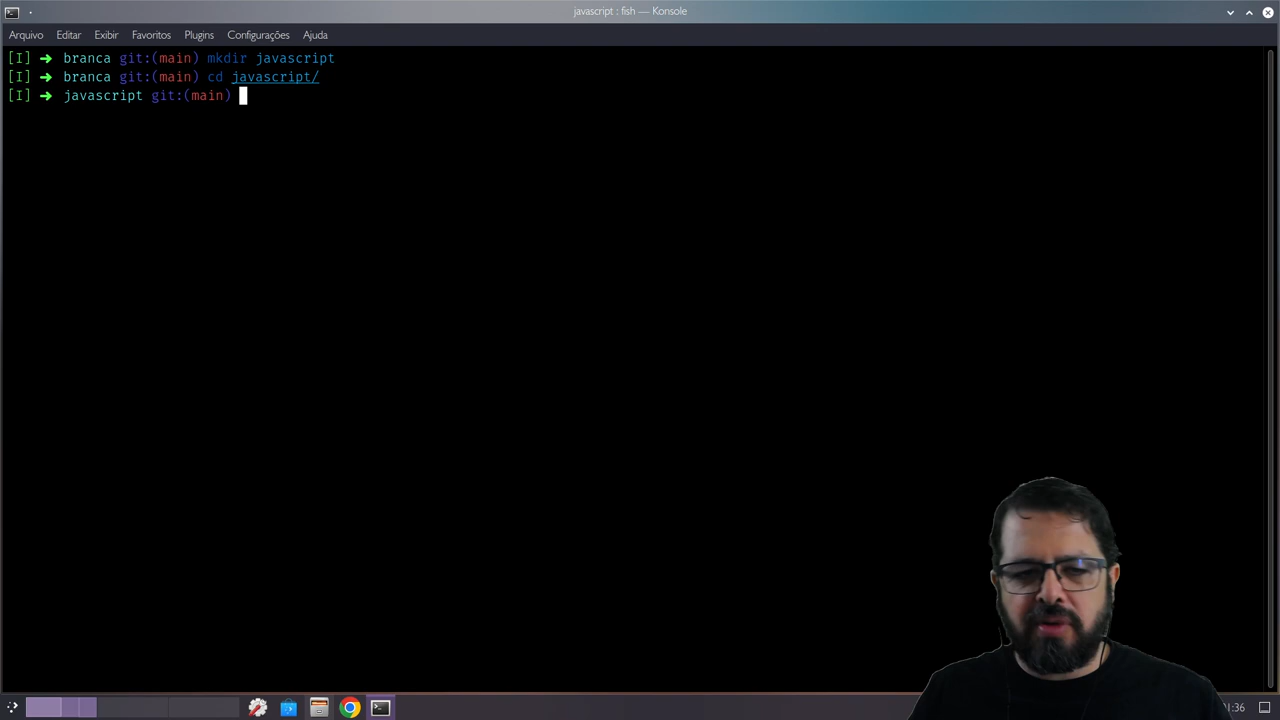 javascript : fish — Konsole
Arquivo Editar Exibir Favoritos Plugins Configurações Ajuda
[I] ➜ branca git:(main) mkdir javascript
[I] ➜ branca git:(main) cd javascript/
[I] ➜ javascript git:(main)